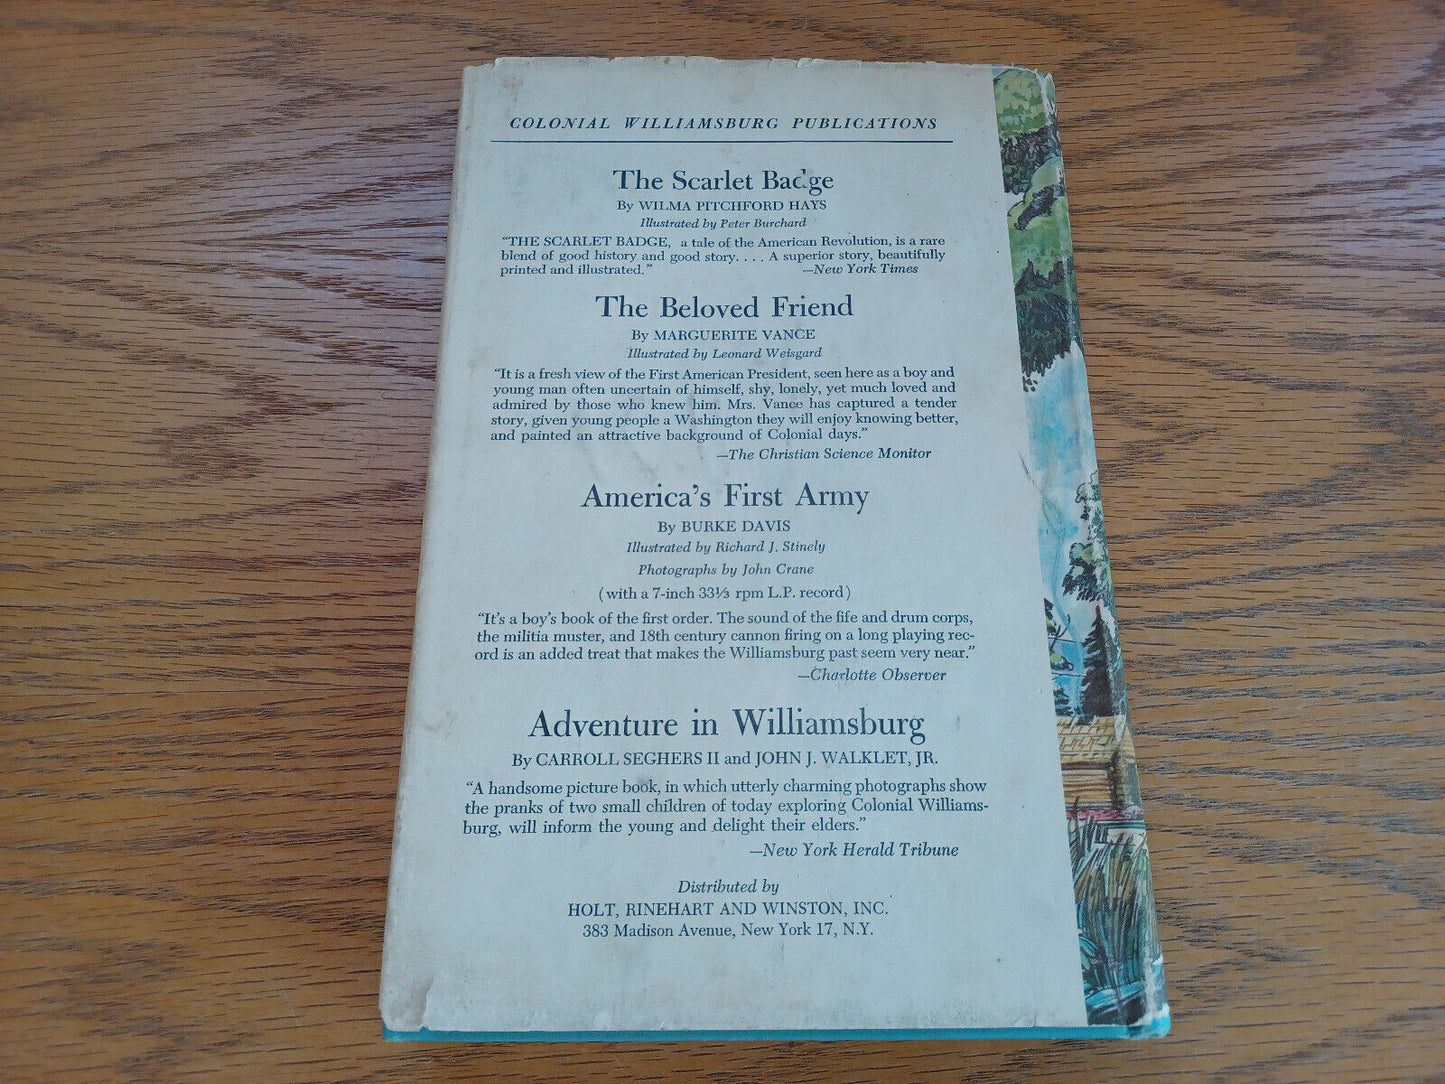 COLONIAL WILLIAMSBURG PUBLICATIONS
The Scarlet Badge
By WILMA PITCHFORD HAYS
Illustrated by Peter Burchard
“THE SCARLET BADGE, a tale of the American Revolution, is a rare
blend of good history and good story. . . . A superior story, beautifully
printed and illustrated.” —New York Times
The Beloved Friend
By MARGUERITE VANCE
Illustrated by Leonard Weisgard
“It is a fresh view of the First American President, seen here as a boy and
young man often uncertain of himself, shy, lonely, yet much loved and
admired by those who knew him. Mrs. Vance has captured a tender
story, given young people a Washington they will enjoy knowing better,
and painted an attractive background of Colonial days.”
—The Christian Science Monitor
America’s First Army
By BURKE DAVIS
Illustrated by Richard J. Stinely
Photographs by John Crane
(with a 7-inch 33⅓ rpm L.P. record)
“It’s a boy’s book of the first order. The sound of the fife and drum corps,
the militia muster, and 18th century cannon firing on a long playing rec-
ord is an added treat that makes the Williamsburg past seem very near.”
—Charlotte Observer
Adventure in Williamsburg
By CARROLL SEGHERS II and JOHN J. WALKLET, JR.
“A handsome picture book, in which utterly charming photographs show
the pranks of two small children of today exploring Colonial Williams-
burg, will inform the young and delight their elders.”
—New York Herald Tribune
Distributed by
HOLT, RINEHART AND WINSTON, INC.
383 Madison Avenue, New York 17, N.Y.